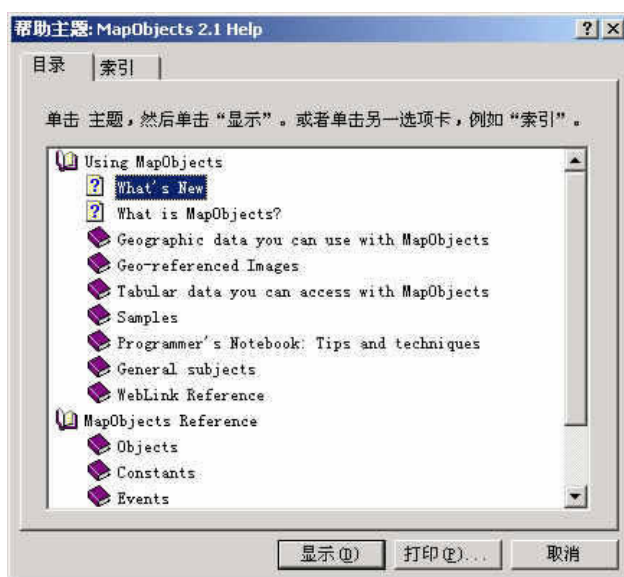 帮助主题: MapObjects 2.1 Help
目录
索引
单击 主题，然后单击“显示”。或者单击另一选项卡，例如“索引”。
Using MapObjects
What's New
What is MapObjects?
Geographic data you can use with MapObjects
Geo-referenced Images
Tabular data you can access with MapObjects
Samples
Programmer's Notebook: Tips and techniques
General subjects
WebLink Reference
MapObjects Reference
Objects
Constants
Events
显示(D)
打印(P)...
取消